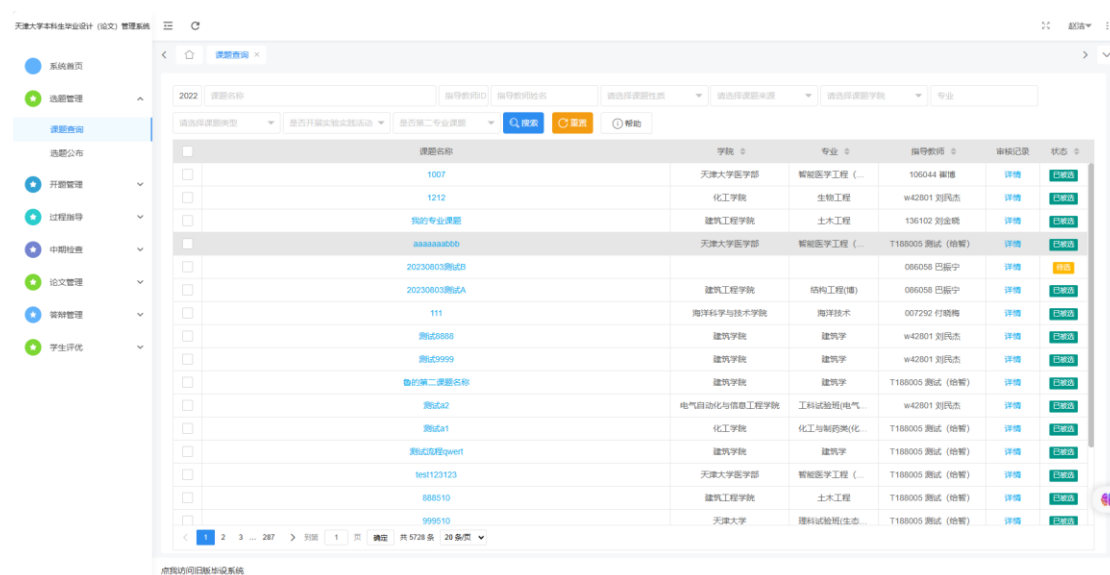 天津大学本科生毕业设计（论文）管理系统
赵洁
系统首页
课题查询 ×
选题管理
2022 课题名称 指导教师ID 指导教师姓名 请选择课题性质 请选择课题来源 请选择课题学院 专业
课题查询
请选择课题类型 是否开展实验实践活动 是否第二专业课题 搜索 重置 帮助
选题公布
开题管理
过程指导
中期检查
论文管理
答辩管理
学生评优
课题名称 学院 专业 指导教师 审核记录 状态
1007 天津大学医学部 智能医学工程（... 106044 崔博 详情 已被选
1212 化工学院 生物工程 w42801 刘民杰 详情 已被选
我的专业课题 建筑工程学院 土木工程 136102 刘金晓 详情 已被选
aaaaaaabbb 天津大学医学部 智能医学工程（... T188005 测试（给智） 详情 已被选
20230803测试B 086058 巴振宁 详情 待选
20230803测试A 建筑工程学院 结构工程(博) 086058 巴振宁 详情 已被选
111 海洋科学与技术学院 海洋技术 007292 付晓梅 详情 已被选
测试8888 建筑学院 建筑学 w42801 刘民杰 详情 已被选
测试9999 建筑学院 建筑学 w42801 刘民杰 详情 已被选
鲁的第二课题名称 建筑学院 建筑学 T188005 测试（给智） 详情 已被选
测试a2 电气自动化与信息工程学院 工科试验班(电气... w42801 刘民杰 详情 已被选
测试a1 化工学院 化工与制药类(化... T188005 测试（给智） 详情 已被选
测试流程qwert 建筑学院 建筑学 T188005 测试（给智） 详情 已被选
test123123 天津大学医学部 智能医学工程（... T188005 测试（给智） 详情 已被选
888510 建筑工程学院 土木工程 T188005 测试（给智） 详情 已被选
999510 天津大学 理科试验班(生态... T188005 测试（给智） 详情 已被选
1 2 3 ... 287 到第 1 页 确定 共 5728 条 20 条/页
点我访问旧版毕设系统